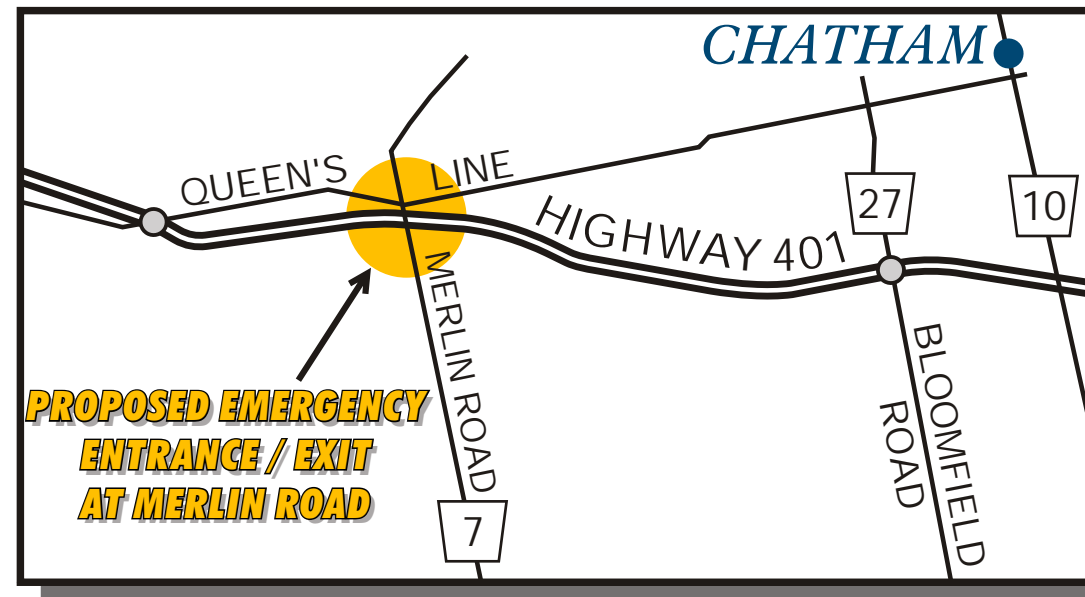 CHATHAM
QUEEN'S LINE
27
10
HIGHWAY 401
MERLIN ROAD
BLOOMFIELD
ROAD
PROPOSED EMERGENCY
ENTRANCE / EXIT
AT MERLIN ROAD
7